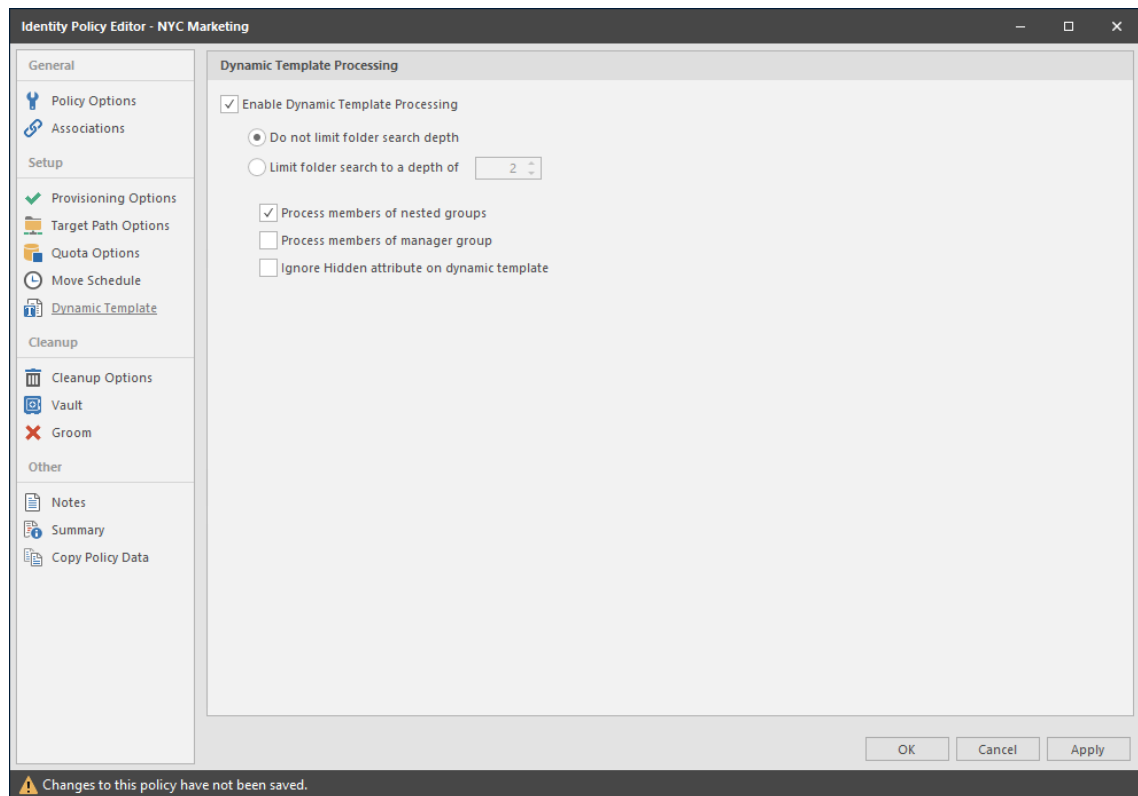 Identity Policy Editor - NYC Marketing
General
Policy Options
Associations
Setup
Provisioning Options
Target Path Options
Quota Options
Move Schedule
Dynamic Template
Cleanup
Cleanup Options
Vault
Groom
Other
Notes
Summary
Copy Policy Data
Dynamic Template Processing
Enable Dynamic Template Processing
Do not limit folder search depth
Limit folder search to a depth of 2
Process members of nested groups
Process members of manager group
Ignore Hidden attribute on dynamic template
OK Cancel Apply
Changes to this policy have not been saved.